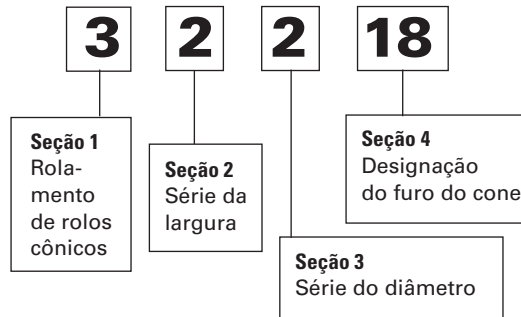 3 2 2 18
Seção 1
Rola-
mento
de rolos
cônicos
Seção 2
Série da
largura
Seção 3
Série do diâmetro
Seção 4
Designação
do furo do cone